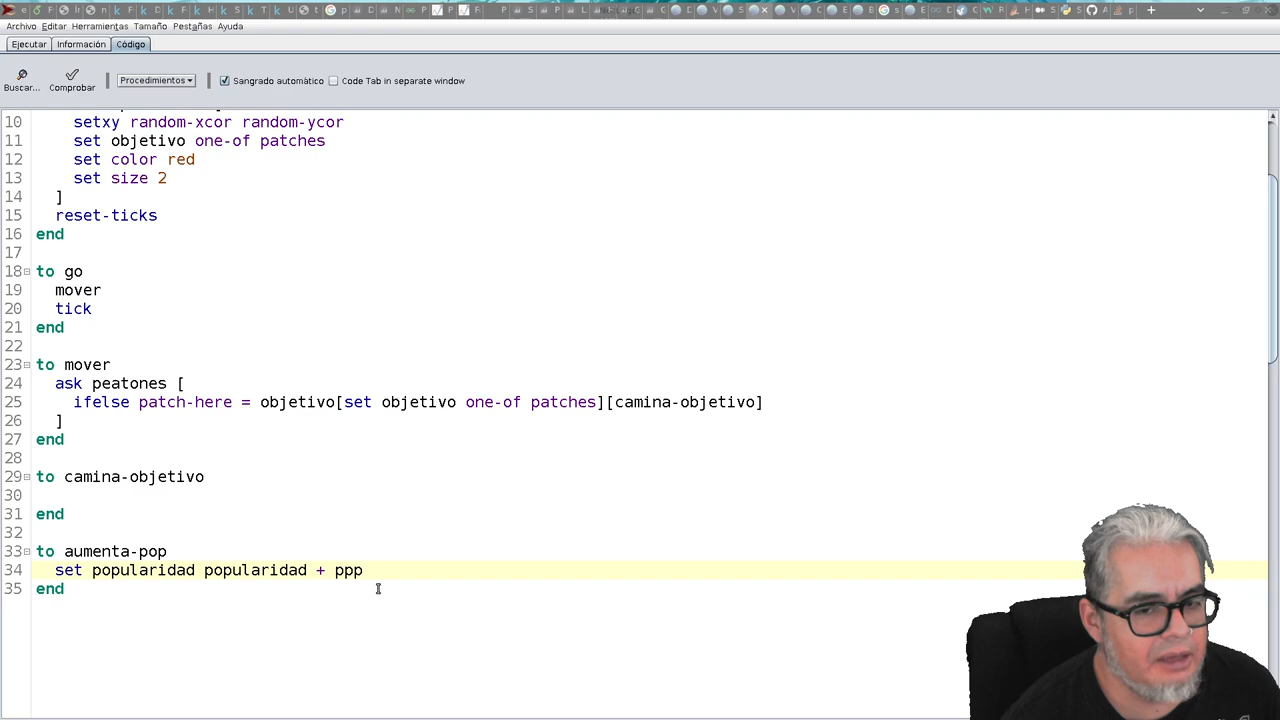 Archivo Editar Herramientas Tamaño Pestañas Ayuda
Ejecutar Información Código
Buscar... Comprobar Procedimientos Sangrado automático Code Tab in separate window
10 setxy random-xcor random-ycor
11 set objetivo one-of patches
12 set color red
13 set size 2
14 ]
15 reset-ticks
16 end
17
18 to go
19 mover
20 tick
21 end
22
23 to mover
24 ask peatones [
25 ifelse patch-here = objetivo[set objetivo one-of patches][camina-objetivo]
26 ]
27 end
28
29 to camina-objetivo
30
31 end
32
33 to aumenta-pop
34 set popularidad popularidad + ppp
35 end